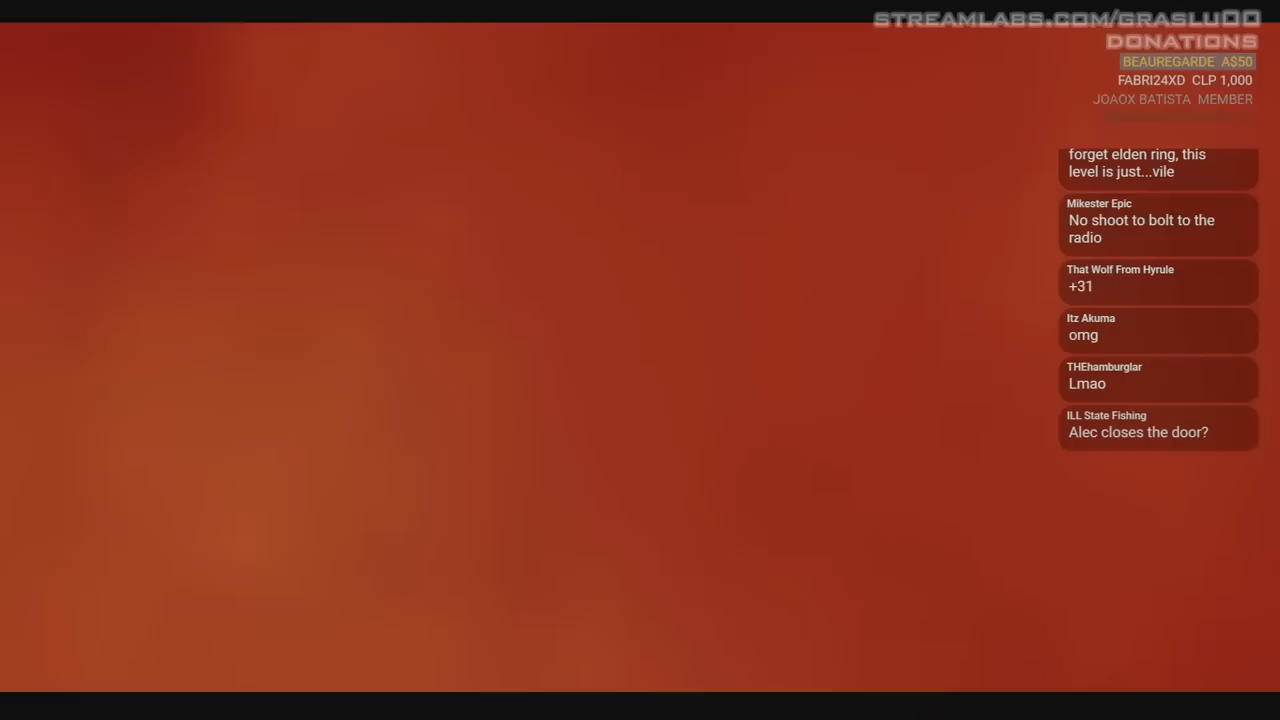 STREAMLABS.COM/GRASLU00
DONATIONS
BEAUREGARDE A$50
FABRI24XD CLP 1,000
JOAOX BATISTA MEMBER
forget elden ring, this
level is just...vile
Mikester Epic
No shoot to bolt to the
radio
That Wolf From Hyrule
+31
Itz Akuma
omg
THEhamburglar
Lmao
ILL State Fishing
Alec closes the door?